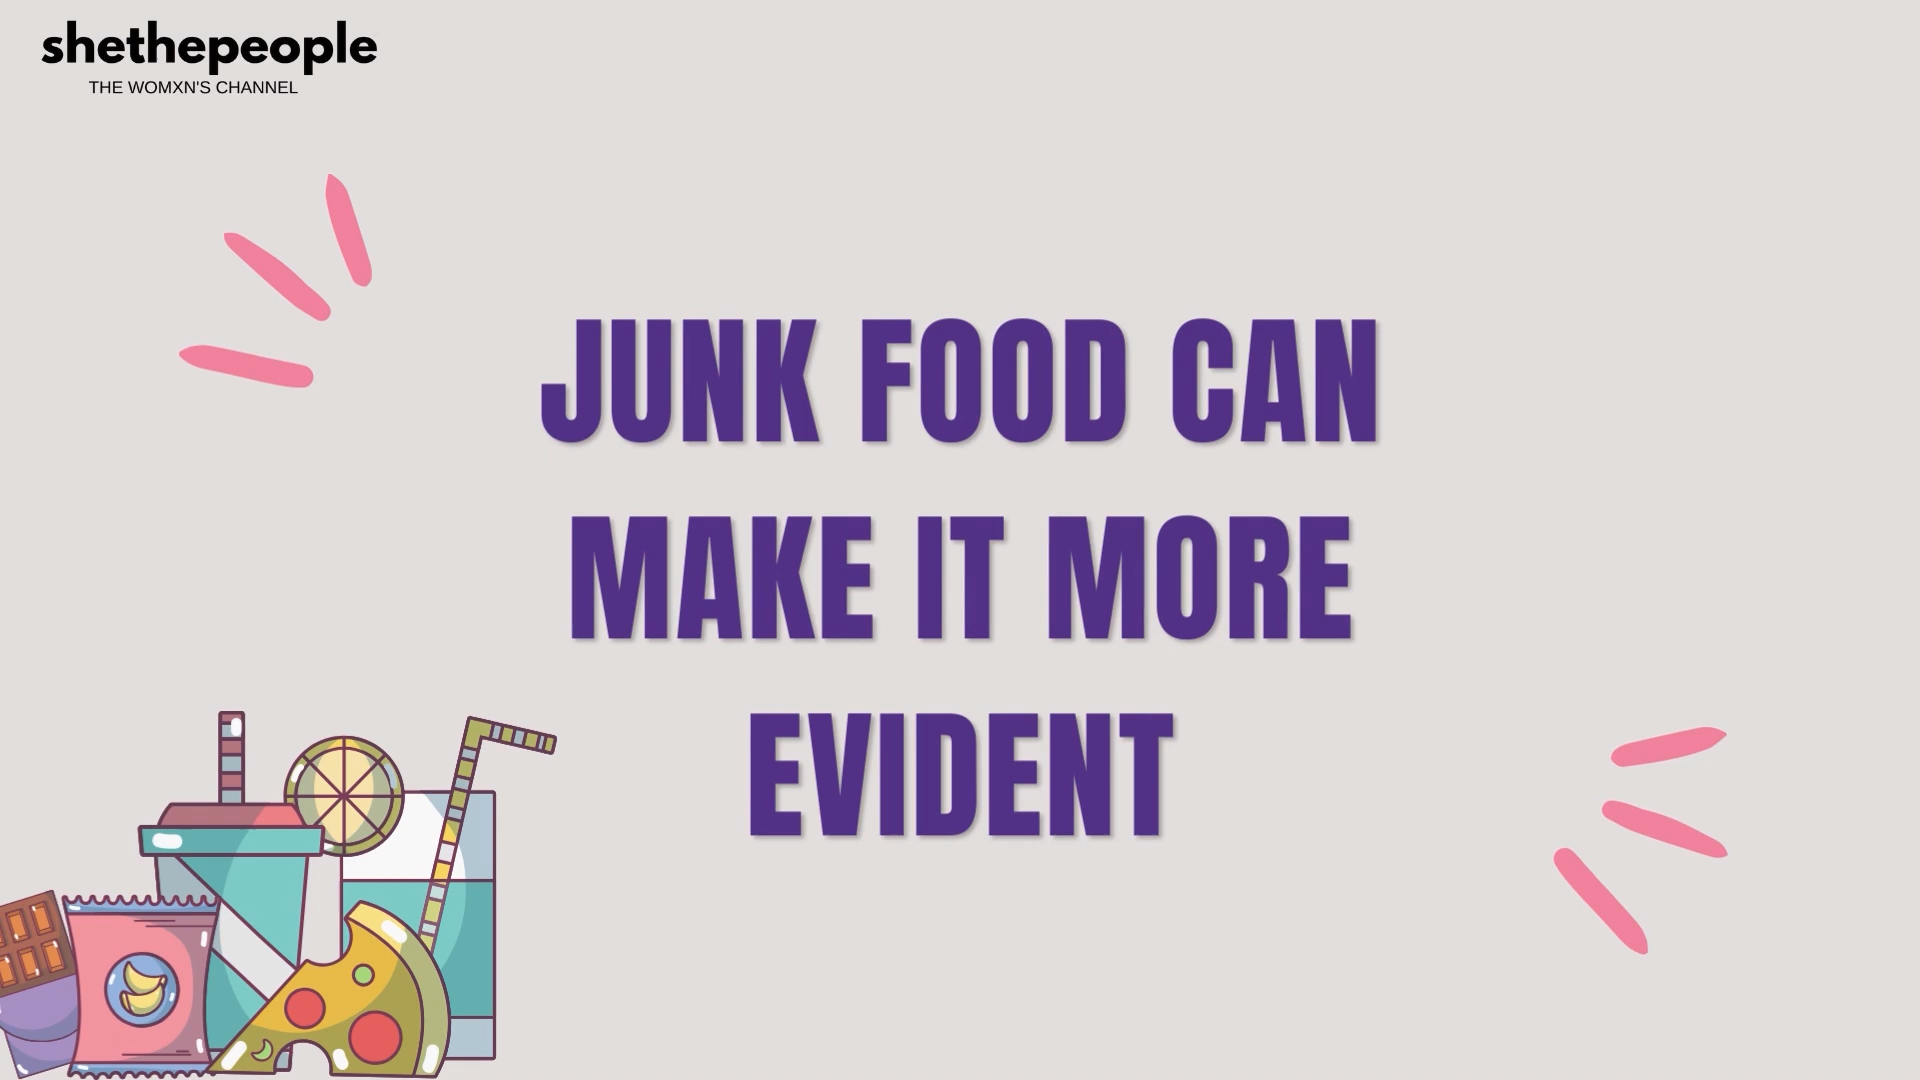 shethepeople
THE WOMXN'S CHANNEL
JUNK FOOD CAN
MAKE IT MORE
EVIDENT